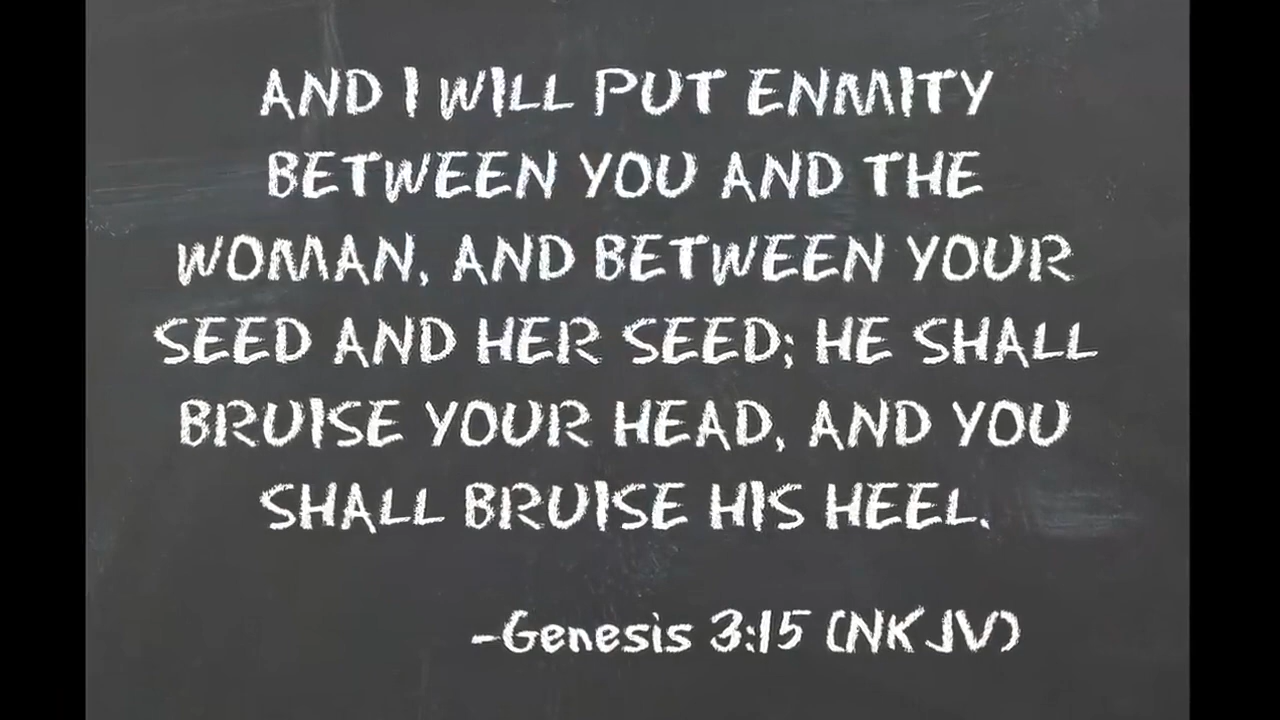 AND I WILL PUT ENMITY
BETWEEN YOU AND THE
WOMAN, AND BETWEEN YOUR
SEED AND HER SEED; HE SHALL
BRUISE YOUR HEAD, AND YOU
SHALL BRUISE HIS HEEL.
-Genesis 3:15 (NKJV)